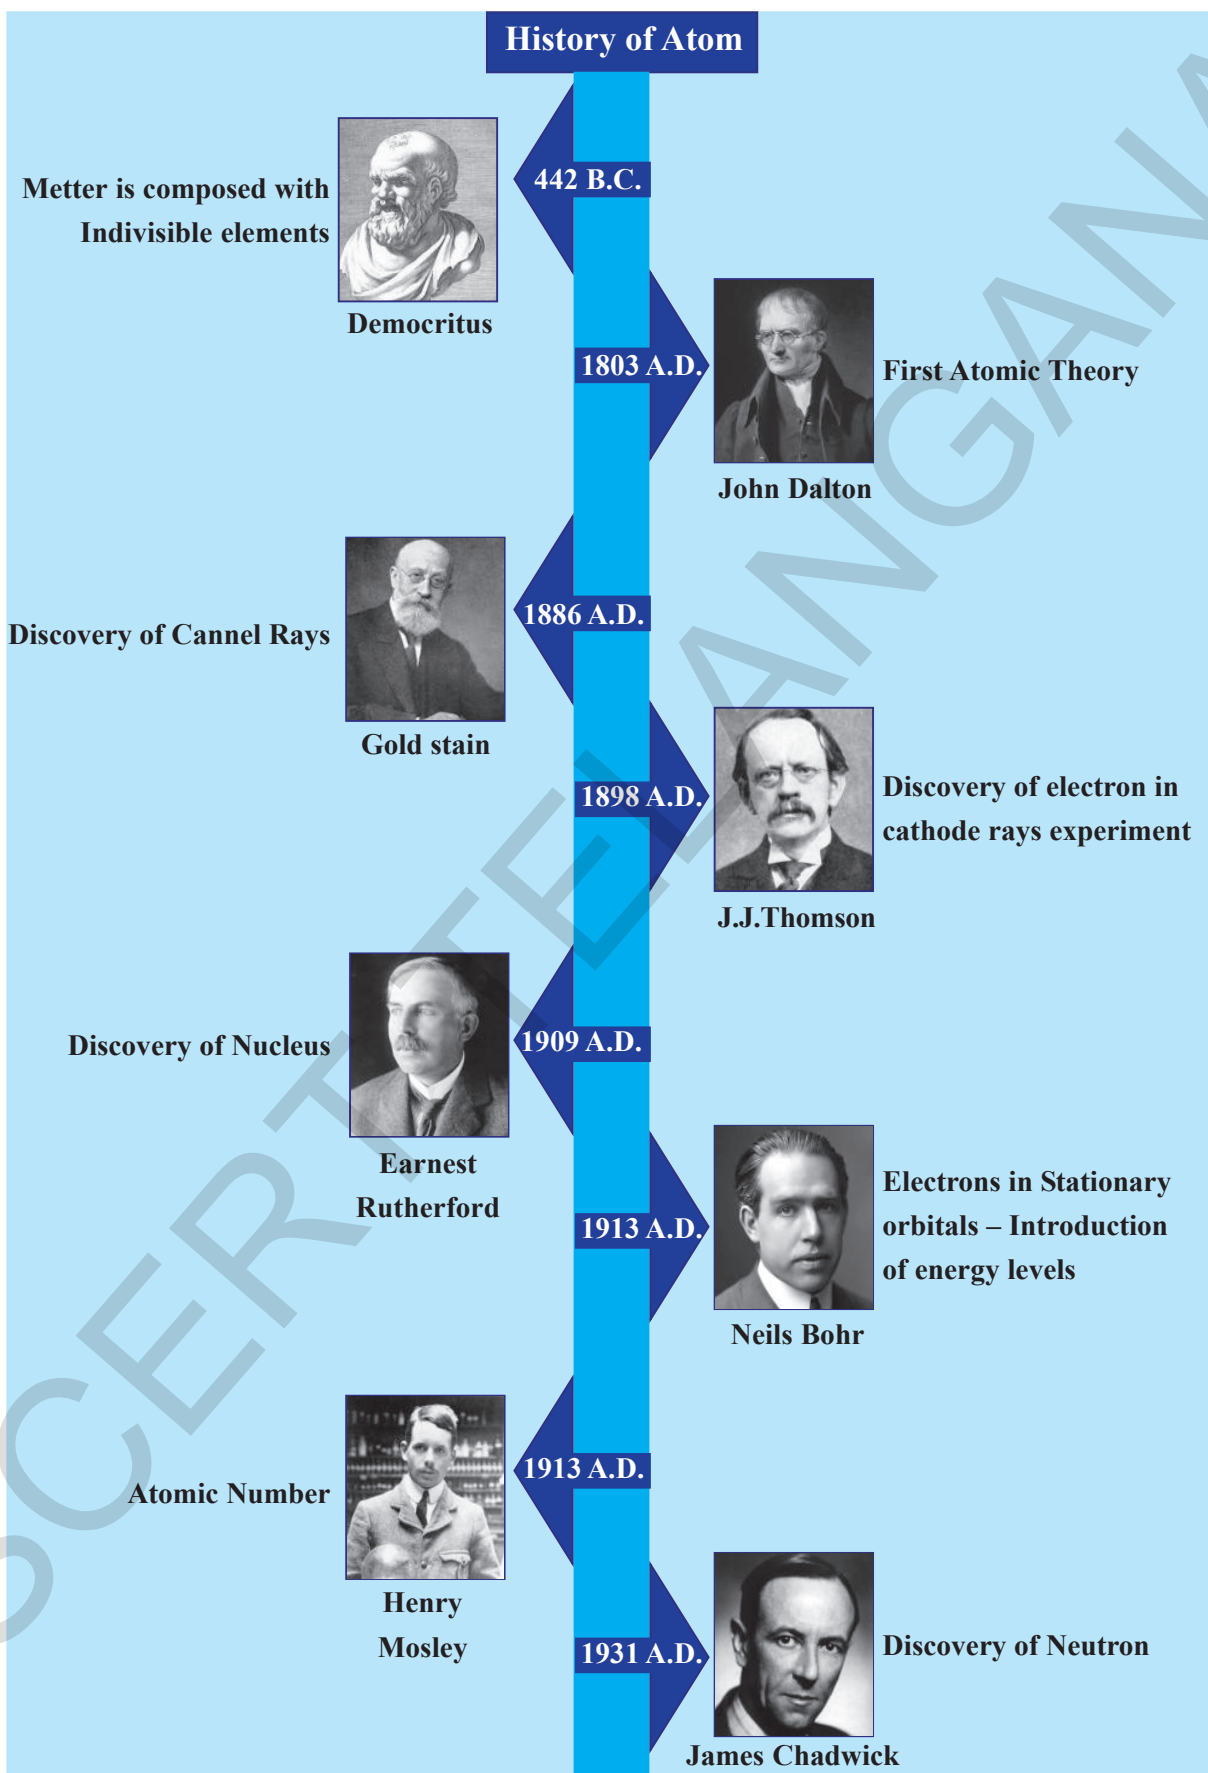 History of Atom
442 B.C.
Metter is composed with
Indivisible elements
Democritus
1803 A.D.
First Atomic Theory
John Dalton
1886 A.D.
Discovery of Cannel Rays
Gold stain
1898 A.D.
Discovery of electron in
cathode rays experiment
J.J.Thomson
1909 A.D.
Discovery of Nucleus
Earnest
Rutherford
1913 A.D.
Electrons in Stationary
orbitals – Introduction
of energy levels
Neils Bohr
1913 A.D.
Atomic Number
Henry
Mosley
1931 A.D.
Discovery of Neutron
James Chadwick
SCERT TELANGANA